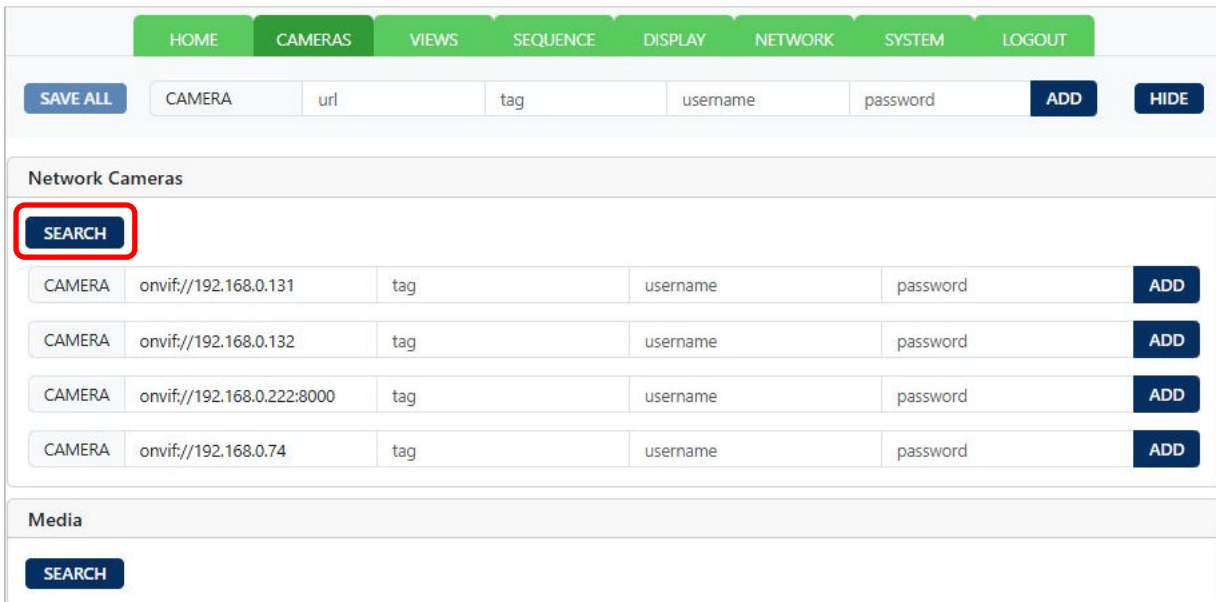 HOME CAMERAS VIEWS SEQUENCE DISPLAY NETWORK SYSTEM LOGOUT
SAVE ALL CAMERA url tag username password ADD HIDE
Network Cameras
SEARCH
CAMERA onvif://192.168.0.131 tag username password ADD
CAMERA onvif://192.168.0.132 tag username password ADD
CAMERA onvif://192.168.0.222:8000 tag username password ADD
CAMERA onvif://192.168.0.74 tag username password ADD
Media
SEARCH